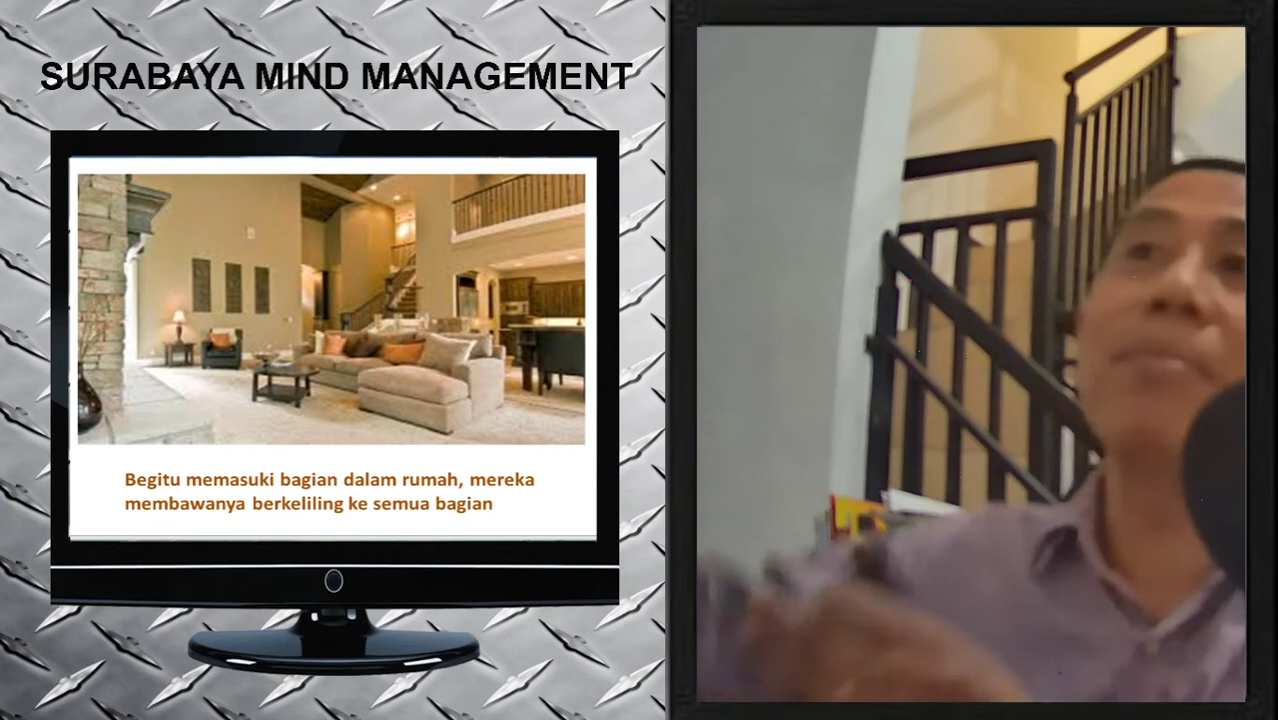 SURABAYA MIND MANAGEMENT
Begitu memasuki bagian dalam rumah, mereka
membawanya berkeliling ke semua bagian